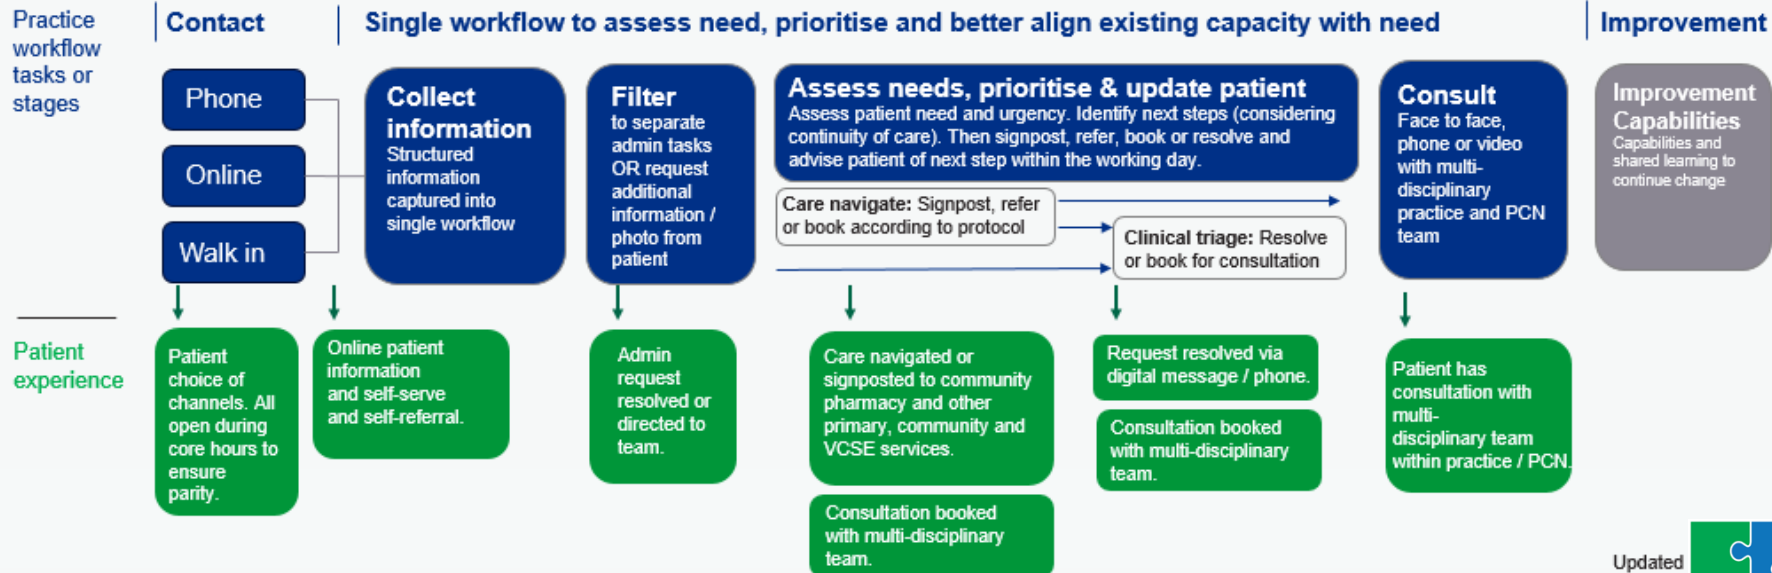 Practice
workflow
tasks or
stages
Contact
Single workflow to assess need, prioritise and better align existing capacity with need
Improvement
Phone
Online
Walk in
Collect
information
Structured
information
captured into
single workflow
Filter
to separate
admin tasks
OR request
additional
information /
photo from
patient
Assess needs, prioritise & update patient
Assess patient need and urgency. Identify next steps (considering
continuity of care). Then signpost, refer, book or resolve and
advise patient of next step within the working day.
Care navigate: Signpost, refer
or book according to protocol
Clinical triage: Resolve
or book for consultation
Consult
Face to face,
phone or video
with multi-
disciplinary
practice and PCN
team
Improvement
Capabilities
Capabilities and
shared learning to
continue change
Patient
experience
Patient
choice of
channels. All
open during
core hours to
ensure
parity.
Online patient
information
and self-serve
and self-referral.
Admin
request
resolved or
directed to
team.
Care navigated or
signposted to community
pharmacy and other
primary, community and
VCSE services.
Consultation booked
with multi-disciplinary
team.
Request resolved via
digital message / phone.
Consultation booked
with multi-disciplinary
team.
Patient has
consultation with
multi-
disciplinary team
within practice / PCN.
Updated